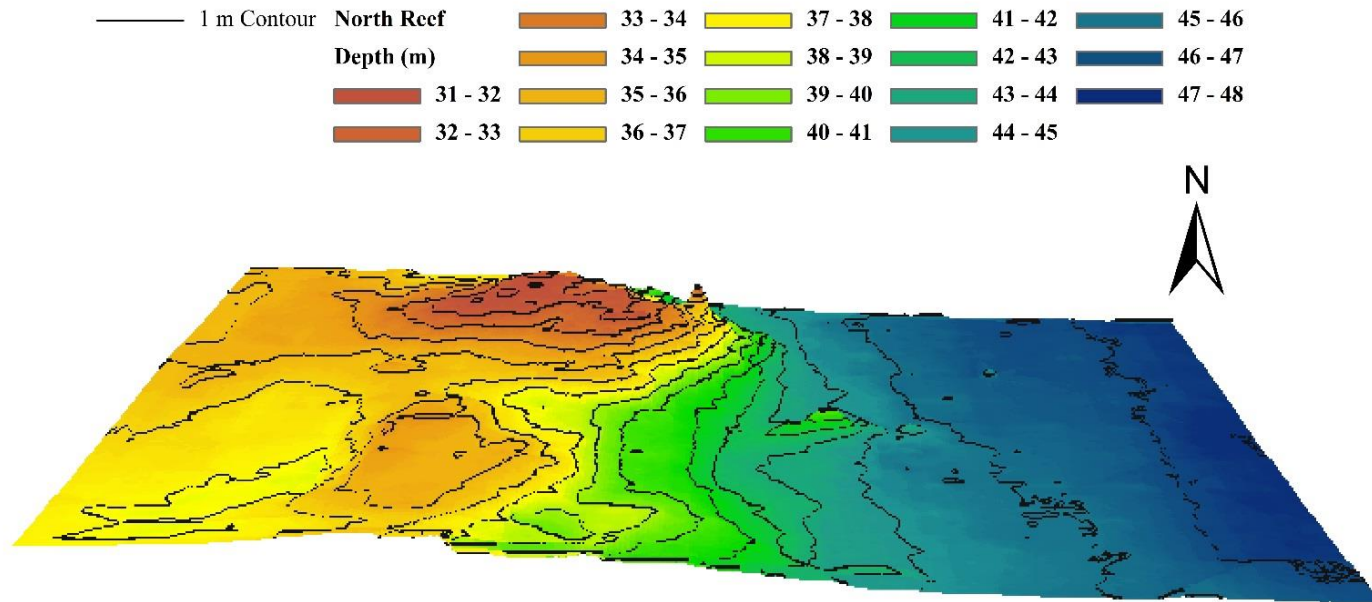 1 m Contour
North Reef
Depth (m)
31 - 32
32 - 33
33 - 34
34 - 35
35 - 36
36 - 37
37 - 38
38 - 39
39 - 40
40 - 41
41 - 42
42 - 43
43 - 44
44 - 45
45 - 46
46 - 47
47 - 48
N